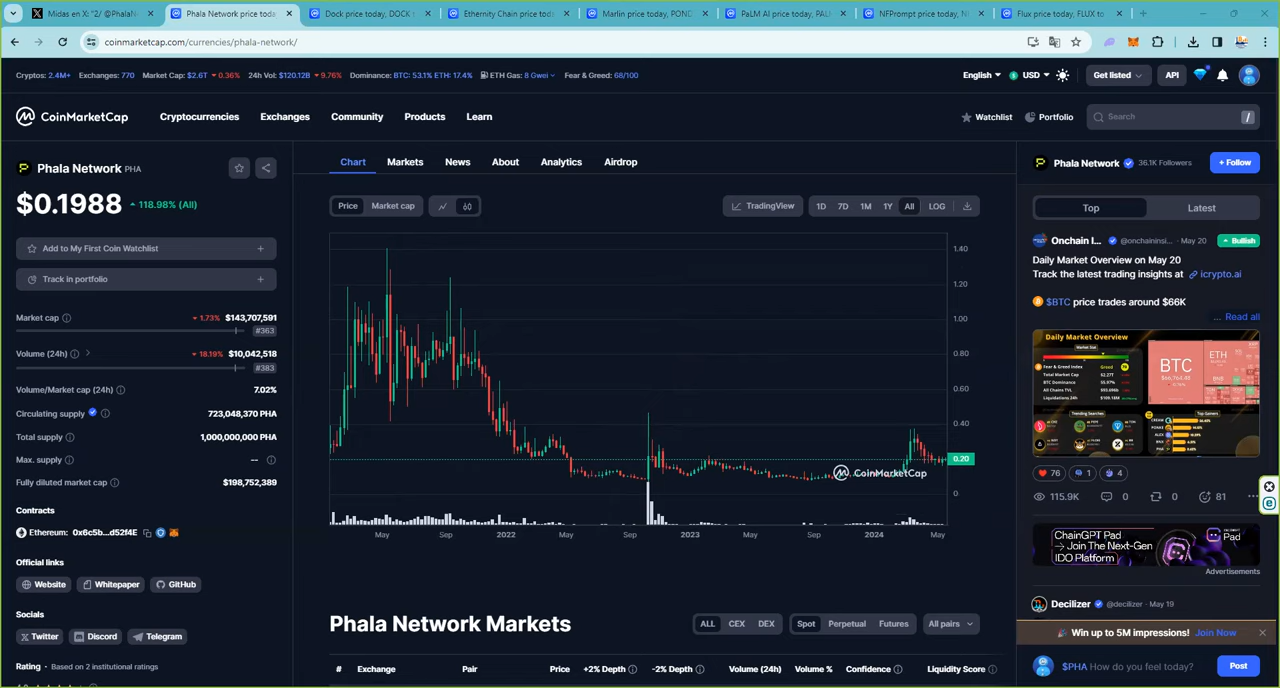 Midas en X: "2/ @PhalaN
Phala Network price today
Dock price today, DOCK t
Ethernity Chain price tod
Marlin price today, POND
PaLM AI price today, PAL
NFPrompt price today, N
Flux price today, FLUX to
coinmarketcap.com/currencies/phala-network/
Cryptos: 2.4M+ Exchanges: 770 Market Cap: $2.6T 0.36% 24h Vol: $120.12B 9.76% Dominance: BTC: 53.1% ETH: 17.4% ETH Gas: 8 Gwei Fear & Greed: 68/100
English USD Get listed API
CoinMarketCap Cryptocurrencies Exchanges Community Products Learn Watchlist Portfolio Search /
Phala Network PHA
$0.1988 118.98% (All)
Add to My First Coin Watchlist +
Track in portfolio +
Market cap 1.73% $143,707,591
#363
Volume (24h) 18.19% $10,042,518
#383
Volume/Market cap (24h) 7.02%
Circulating supply 723,048,370 PHA
Total supply 1,000,000,000 PHA
Max. supply --
Fully diluted market cap $198,752,389
Contracts
Ethereum: 0x6c5b...d52f4E
Official links
Website Whitepaper GitHub
Socials
Twitter Discord Telegram
Rating · Based on 2 institutional ratings
Chart Markets News About Analytics Airdrop
Price Market cap TradingView 1D 7D 1M 1Y All LOG
1.40
1.20
1.00
0.80
0.60
0.40
0.20
0
CoinMarketCap
May Sep 2022 May Sep 2023 May Sep 2024 May
Phala Network Markets ALL CEX DEX Spot Perpetual Futures All pairs
# Exchange Pair Price +2% Depth -2% Depth Volume (24h) Volume % Confidence Liquidity Score
Phala Network 36.1K Followers + Follow
Top Latest
Onchain I... @onchaininsi... · May 20 Bullish
Daily Market Overview on May 20
Track the latest trading insights at icrypto.ai
$BTC price trades around $66K
... Read all
Daily Market Overview
BTC
ETH
Trending Searches
Top Gainers
76 1 4
115.9K 0 0 81
ChainGPT Pad
→ Join The Next-Gen
IDO Platform
Pad
Advertisements
Decilizer @decilizer · May 19
Win up to 5M impressions! Join Now
$PHA How do you feel today? Post